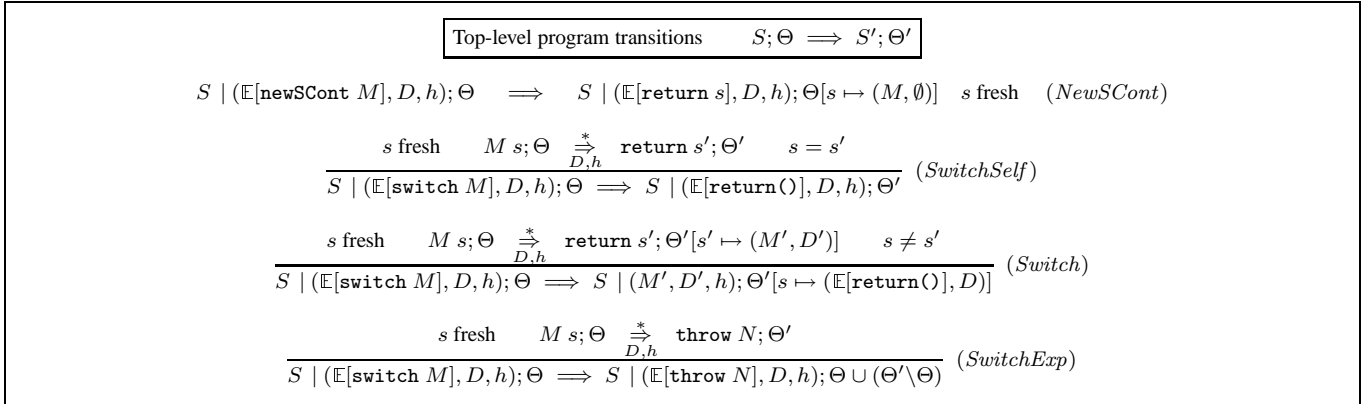 Top-level program transitions S; Θ ⟹ S′; Θ′
S | (𝔼[newSCont M], D, h); Θ ⟹ S | (𝔼[return s], D, h); Θ[s ↦ (M, ∅)] s fresh (NewSCont)
s fresh M s; Θ ⇒* return s′; Θ′ s = s′
D,h
S | (𝔼[switch M], D, h); Θ ⟹ S | (𝔼[return()], D, h); Θ′ (SwitchSelf)
s fresh M s; Θ ⇒* return s′; Θ′[s′ ↦ (M′, D′)] s ≠ s′
D,h
S | (𝔼[switch M], D, h); Θ ⟹ S | (M′, D′, h); Θ′[s ↦ (𝔼[return()], D)] (Switch)
s fresh M s; Θ ⇒* throw N; Θ′
D,h
S | (𝔼[switch M], D, h); Θ ⟹ S | (𝔼[throw N], D, h); Θ ∪ (Θ′\Θ) (SwitchExp)